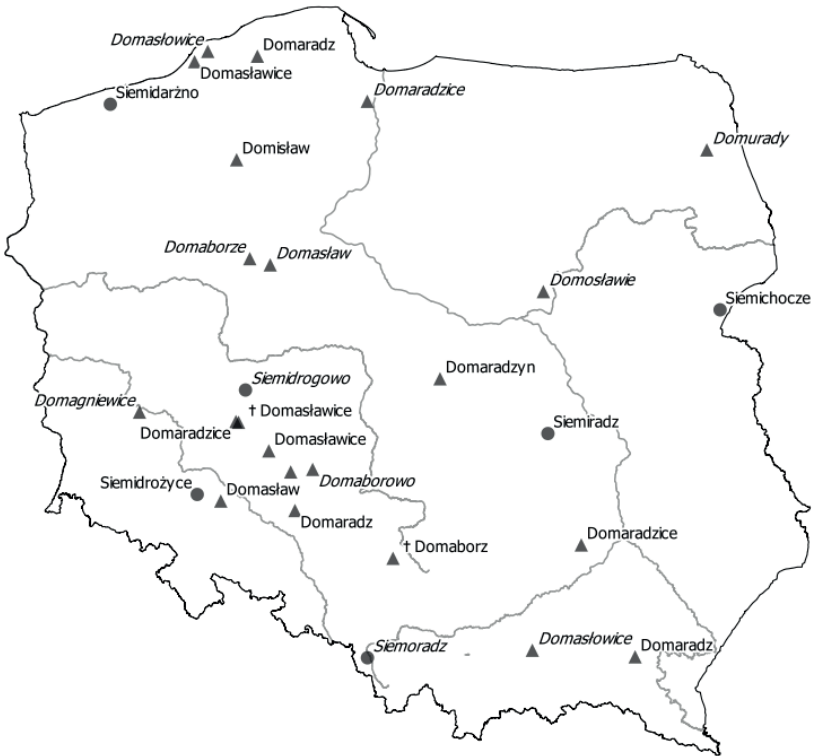 Domasłowice
Domaradz
Domasławice
Siemidarżno
Domaradzice
Domisław
Domurady
Domaborze
Domasław
Domosławie
Siemichocze
Domaradzyn
Siemidrogowo
Domagniewice
† Domasławice
Domaradzice
Siemiradz
Domasławice
Siemidrożyce
Domasław
Domaborowo
Domaradz
Domaradzice
† Domaborz
Siemoradz
Domasłowice
Domaradz